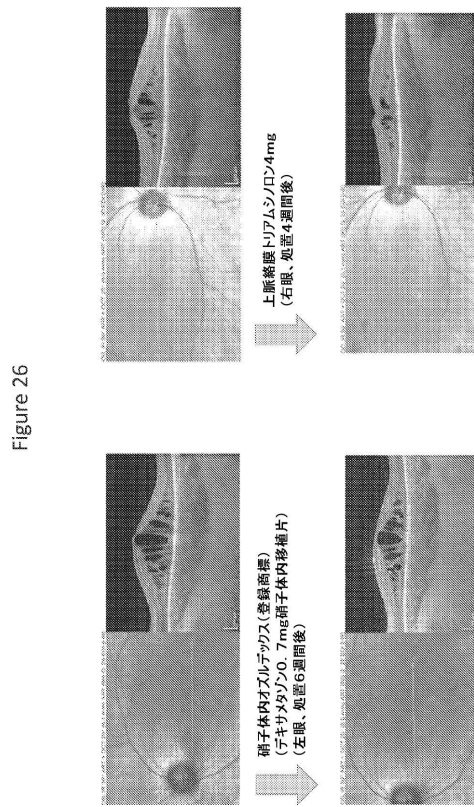 Figure 26
硝子体内オズルデックス(登録商標)
(デキサメタゾン0.7mg硝子体内移植片)
(左眼、処置6週間後)
上脈絡膜トリアムシノロン4mg
(右眼、処置4週間後)